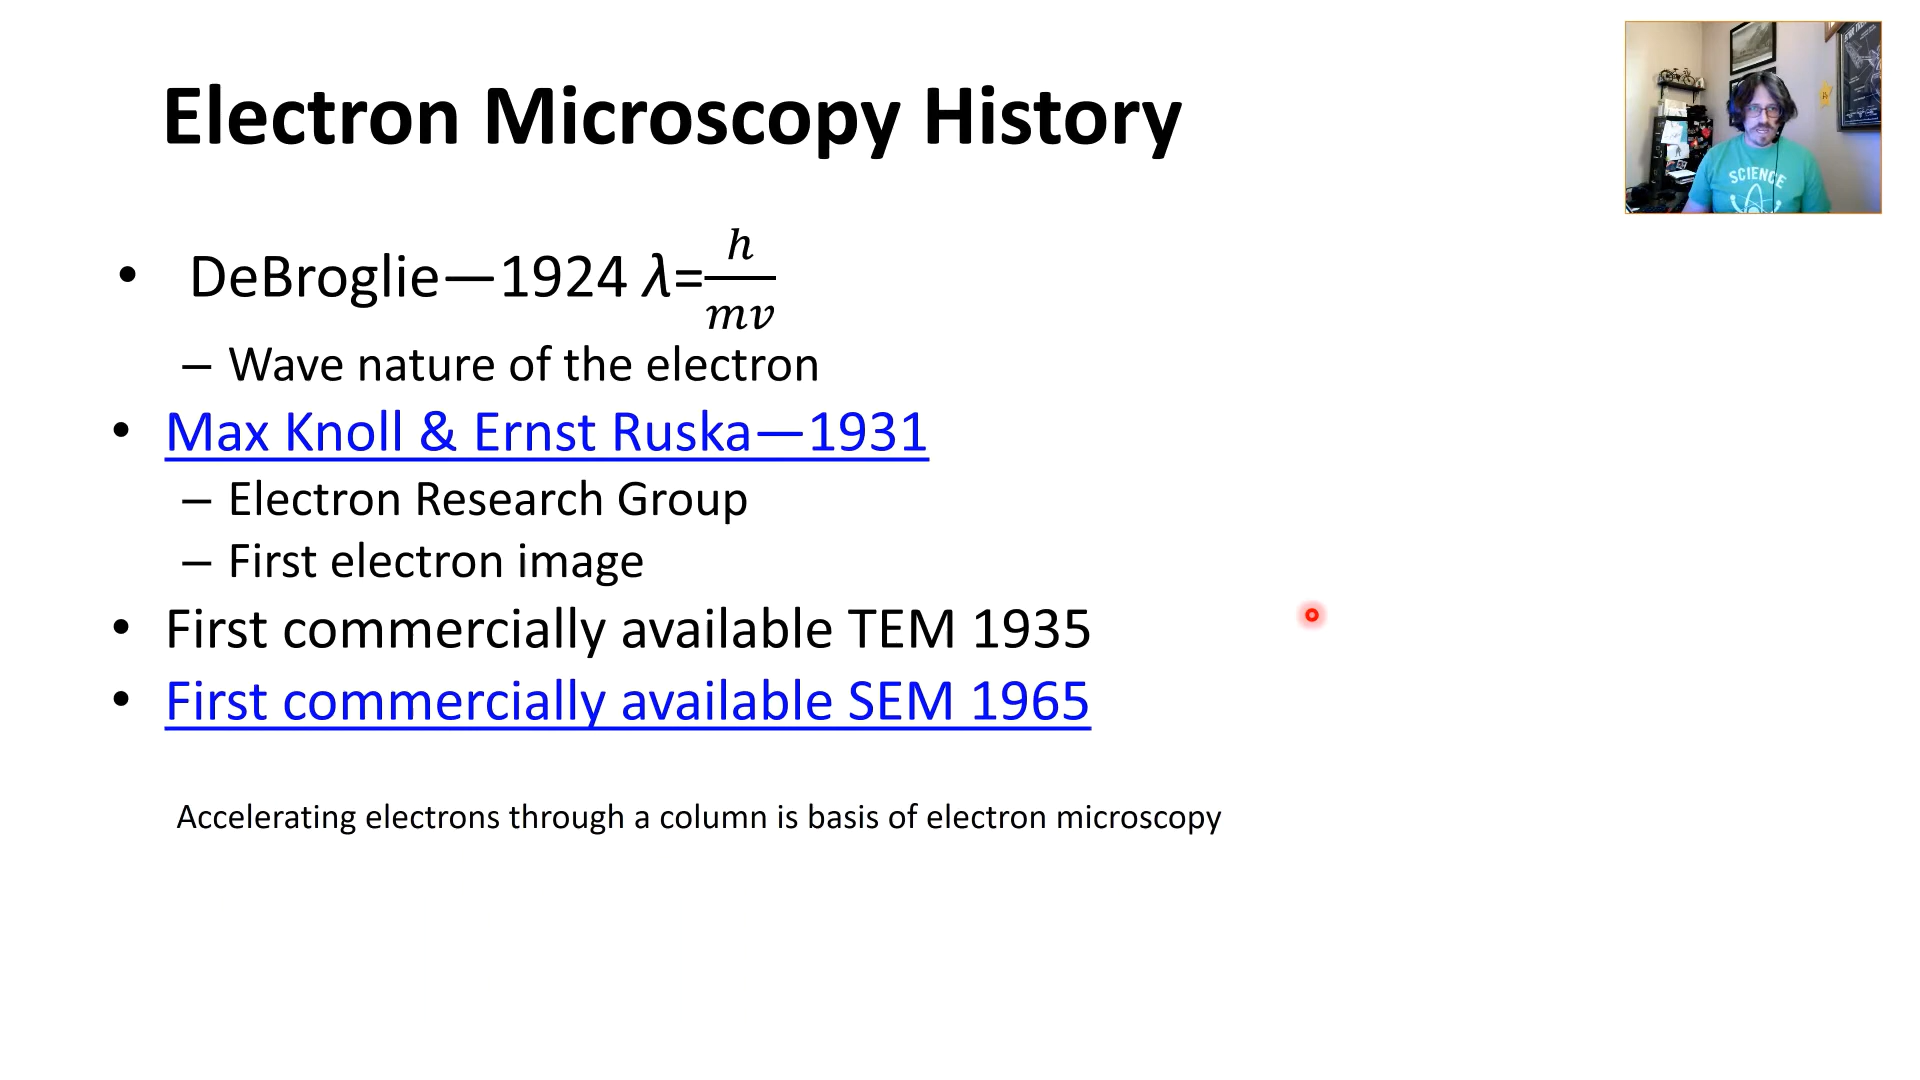 Electron Microscopy History
• DeBroglie—1924 λ=h/mv
– Wave nature of the electron
• Max Knoll & Ernst Ruska—1931
– Electron Research Group
– First electron image
• First commercially available TEM 1935
• First commercially available SEM 1965
Accelerating electrons through a column is basis of electron microscopy
SCIENCE